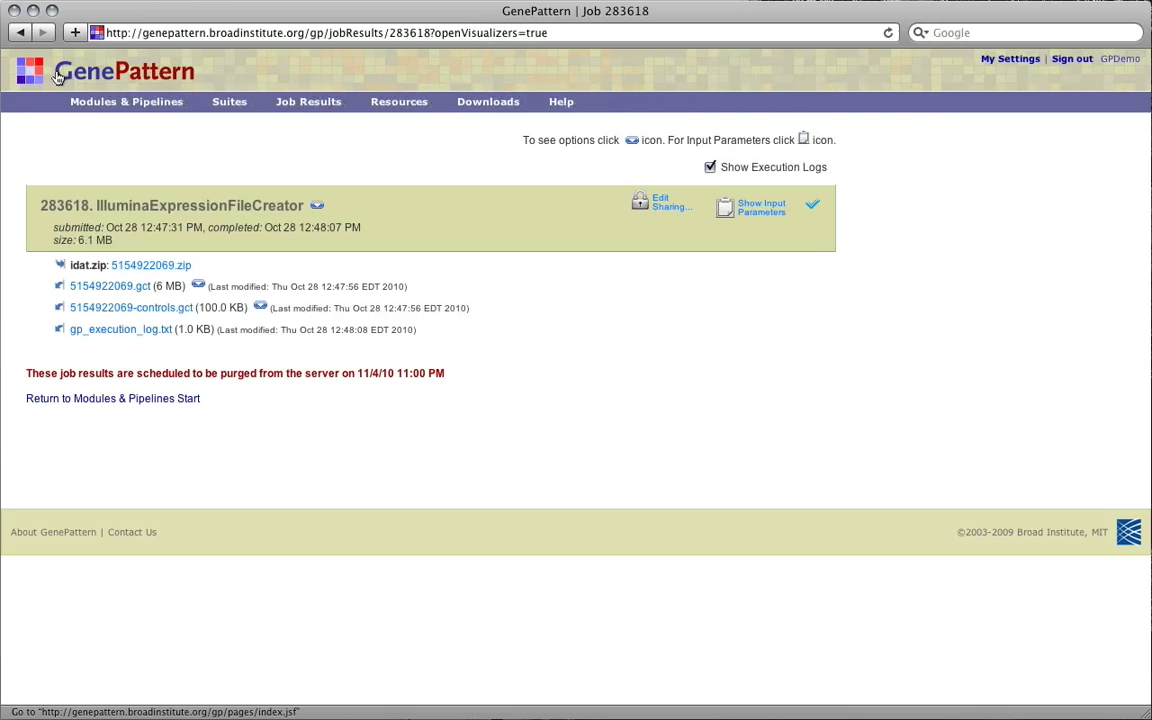 GenePattern | Job 283618
http://genepattern.broadinstitute.org/gp/jobResults/283618?openVisualizers=true
Google
GenePattern
My Settings | Sign out GPDemo
Modules & Pipelines Suites Job Results Resources Downloads Help
To see options click icon. For Input Parameters click icon.
Show Execution Logs
283618. IlluminaExpressionFileCreator
Edit Sharing...
Show Input Parameters
submitted: Oct 28 12:47:31 PM, completed: Oct 28 12:48:07 PM
size: 6.1 MB
idat.zip: 5154922069.zip
5154922069.gct (6 MB) (Last modified: Thu Oct 28 12:47:56 EDT 2010)
5154922069-controls.gct (100.0 KB) (Last modified: Thu Oct 28 12:47:56 EDT 2010)
gp_execution_log.txt (1.0 KB) (Last modified: Thu Oct 28 12:48:08 EDT 2010)
These job results are scheduled to be purged from the server on 11/4/10 11:00 PM
Return to Modules & Pipelines Start
About GenePattern | Contact Us
©2003-2009 Broad Institute, MIT
Go to "http://genepattern.broadinstitute.org/gp/pages/index.jsf"